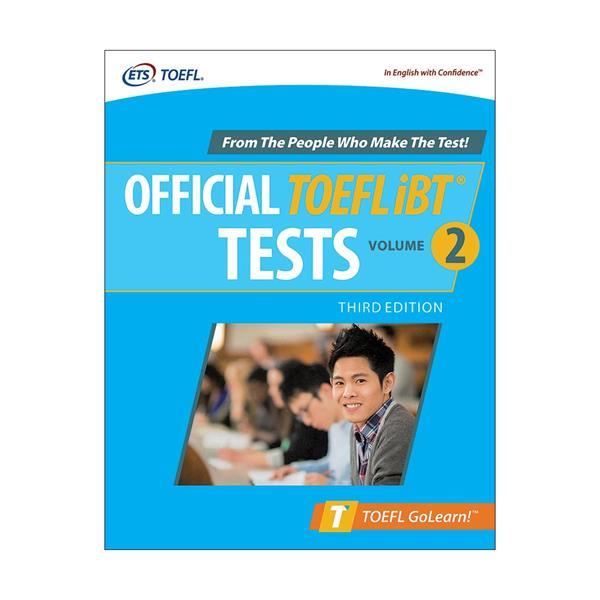 ETS® TOEFL®
In English with Confidence™
From The People Who Make The Test!
OFFICIAL TOEFL iBT®
TESTS VOLUME 2
THIRD EDITION
T TOEFL GoLearn!™